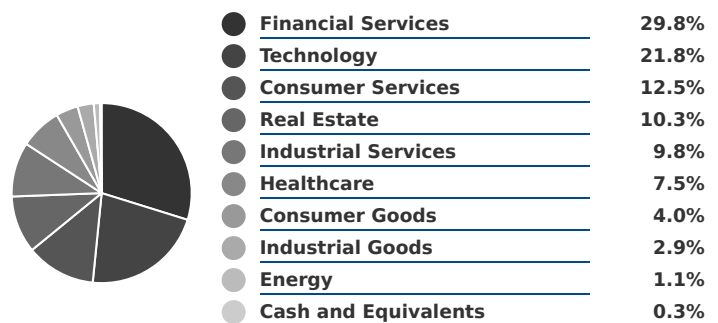 Financial Services 29.8%
Technology 21.8%
Consumer Services 12.5%
Real Estate 10.3%
Industrial Services 9.8%
Healthcare 7.5%
Consumer Goods 4.0%
Industrial Goods 2.9%
Energy 1.1%
Cash and Equivalents 0.3%